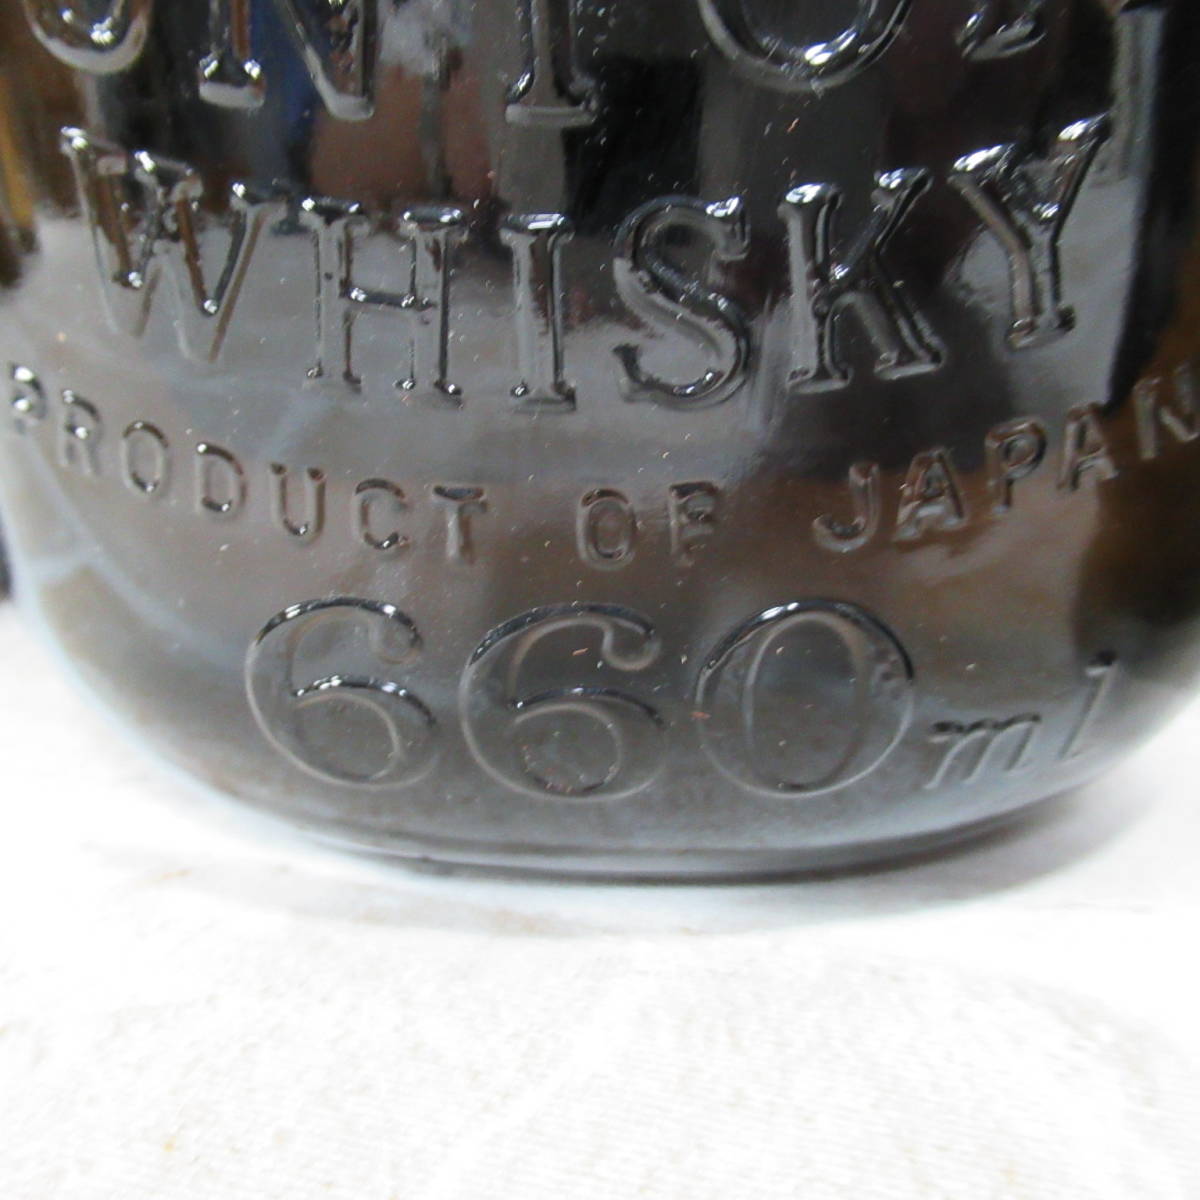 WHISKY
PRODUCT OF JAPAN
660ml